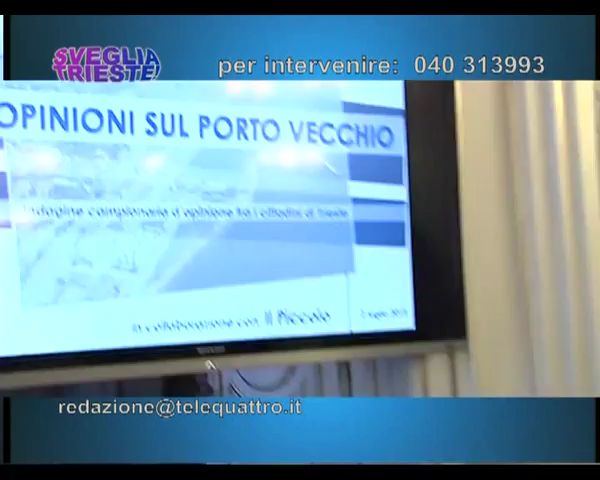 SVEGLIA
TRIESTE!
per intervenire: 040 313993
OPINIONI SUL PORTO VECCHIO
Indagine campionaria d'opinione tra i cittadini di Trieste
in collaborazione con Il Piccolo
luglio
redazione@telequattro.it